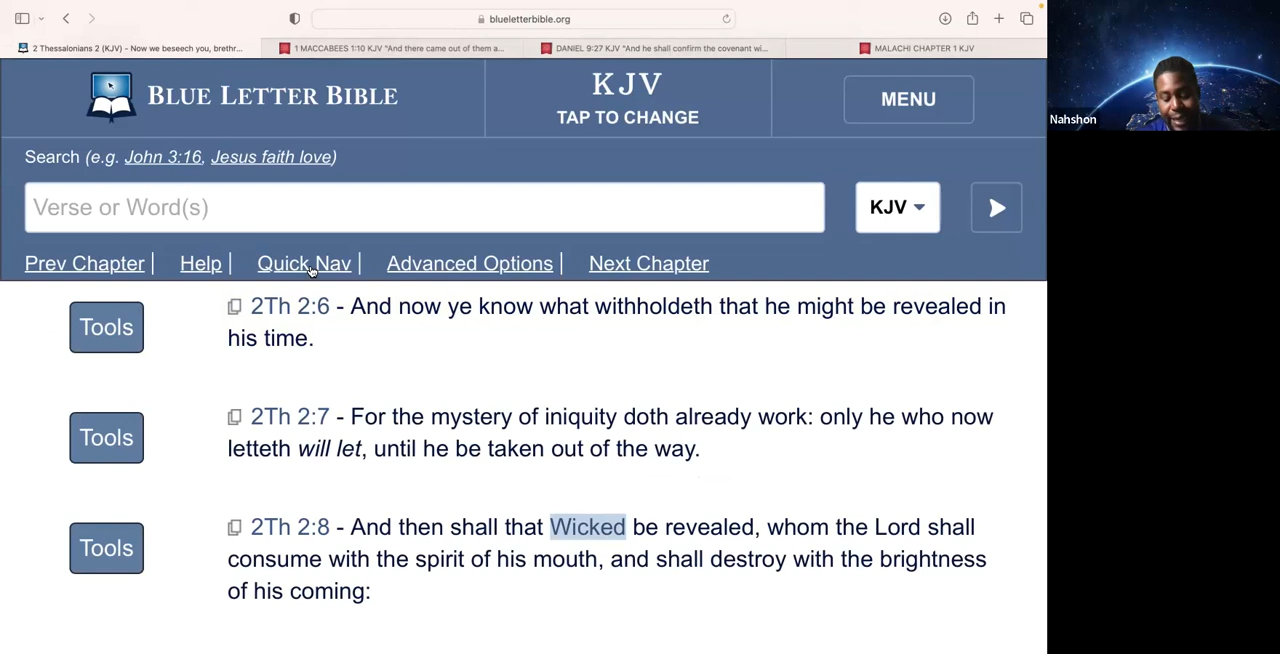 blueletterbible.org
2 Thessalonians 2 (KJV) - Now we beseech you, brethr...
1 MACCABEES 1:10 KJV "And there came out of them a...
DANIEL 9:27 KJV "And he shall confirm the covenant wi...
MALACHI CHAPTER 1 KJV
BLUE LETTER BIBLE
KJV
TAP TO CHANGE
MENU
Nahshon
Search (e.g. John 3:16, Jesus faith love)
Verse or Word(s)
KJV
Prev Chapter | Help | Quick Nav | Advanced Options | Next Chapter
Tools
2Th 2:6 - And now ye know what withholdeth that he might be revealed in
his time.
Tools
2Th 2:7 - For the mystery of iniquity doth already work: only he who now
letteth will let, until he be taken out of the way.
Tools
2Th 2:8 - And then shall that Wicked be revealed, whom the Lord shall
consume with the spirit of his mouth, and shall destroy with the brightness
of his coming: